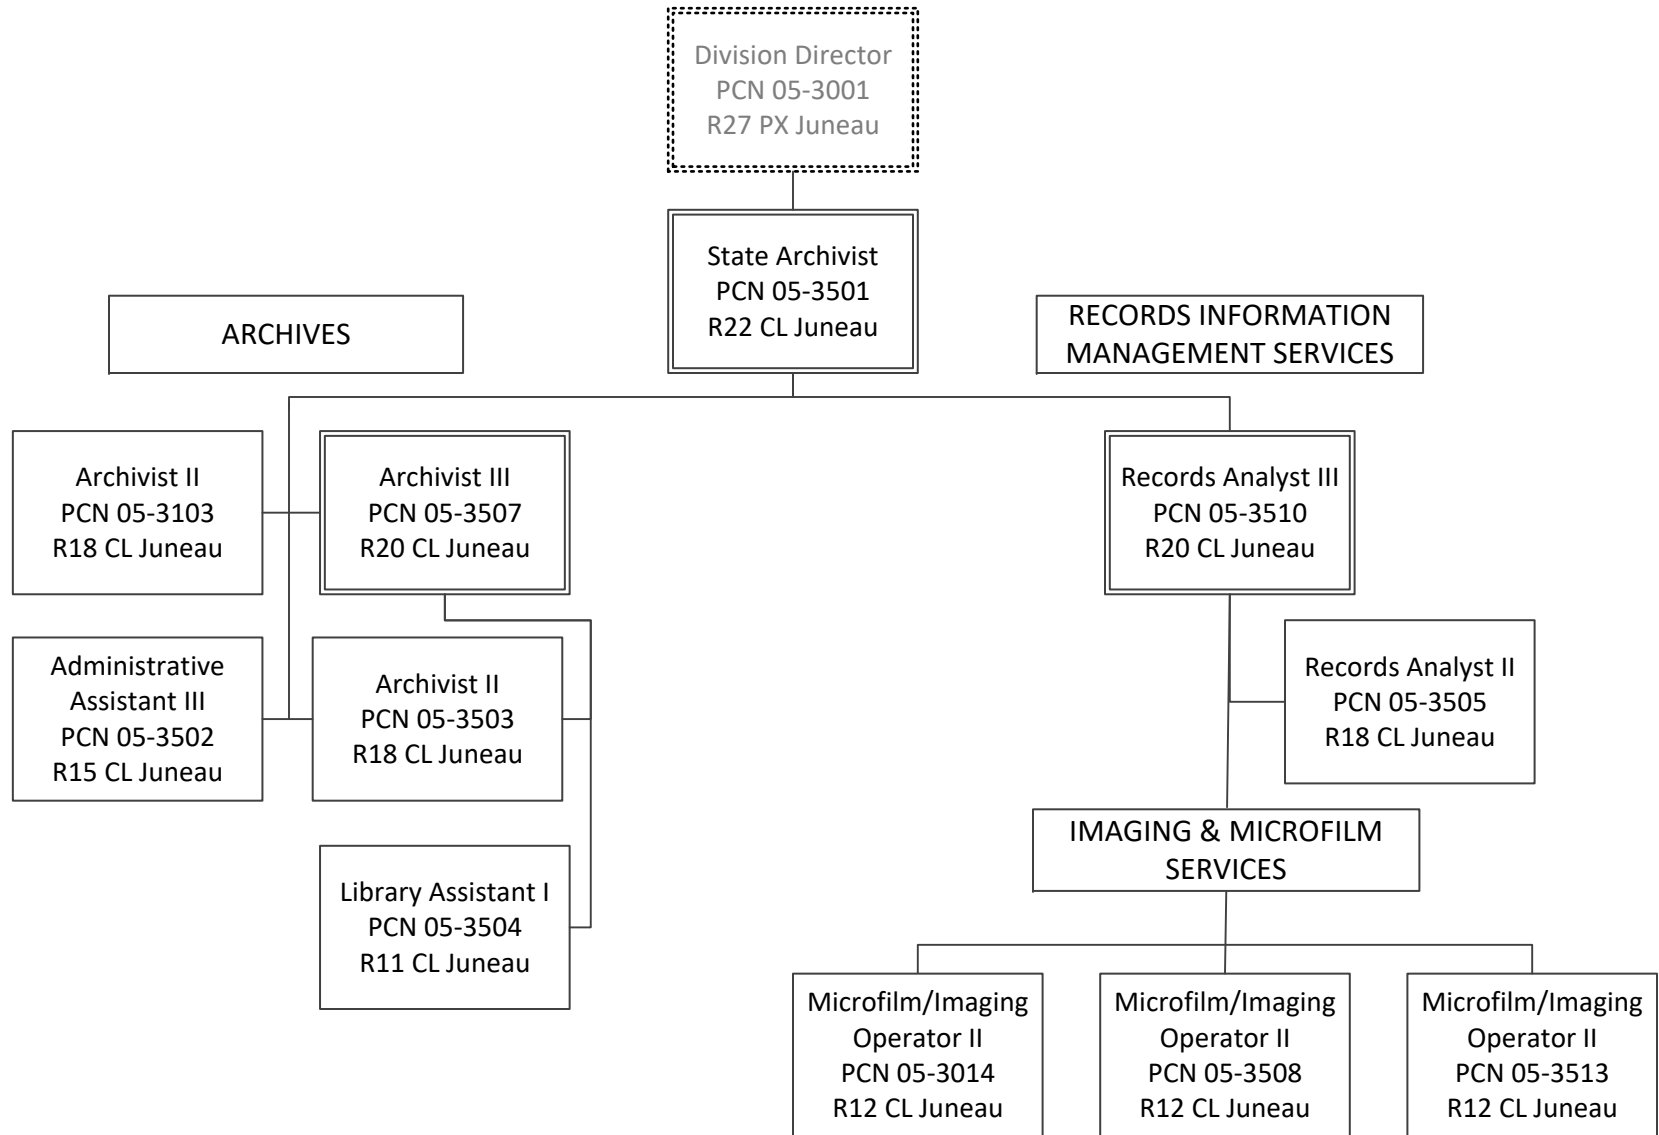 Division Director
PCN 05-3001
R27 PX Juneau
State Archivist
PCN 05-3501
R22 CL Juneau
ARCHIVES
RECORDS INFORMATION
MANAGEMENT SERVICES
Archivist II
PCN 05-3103
R18 CL Juneau
Archivist III
PCN 05-3507
R20 CL Juneau
Records Analyst III
PCN 05-3510
R20 CL Juneau
Administrative
Assistant III
PCN 05-3502
R15 CL Juneau
Archivist II
PCN 05-3503
R18 CL Juneau
Records Analyst II
PCN 05-3505
R18 CL Juneau
Library Assistant I
PCN 05-3504
R11 CL Juneau
IMAGING & MICROFILM
SERVICES
Microfilm/Imaging
Operator II
PCN 05-3014
R12 CL Juneau
Microfilm/Imaging
Operator II
PCN 05-3508
R12 CL Juneau
Microfilm/Imaging
Operator II
PCN 05-3513
R12 CL Juneau